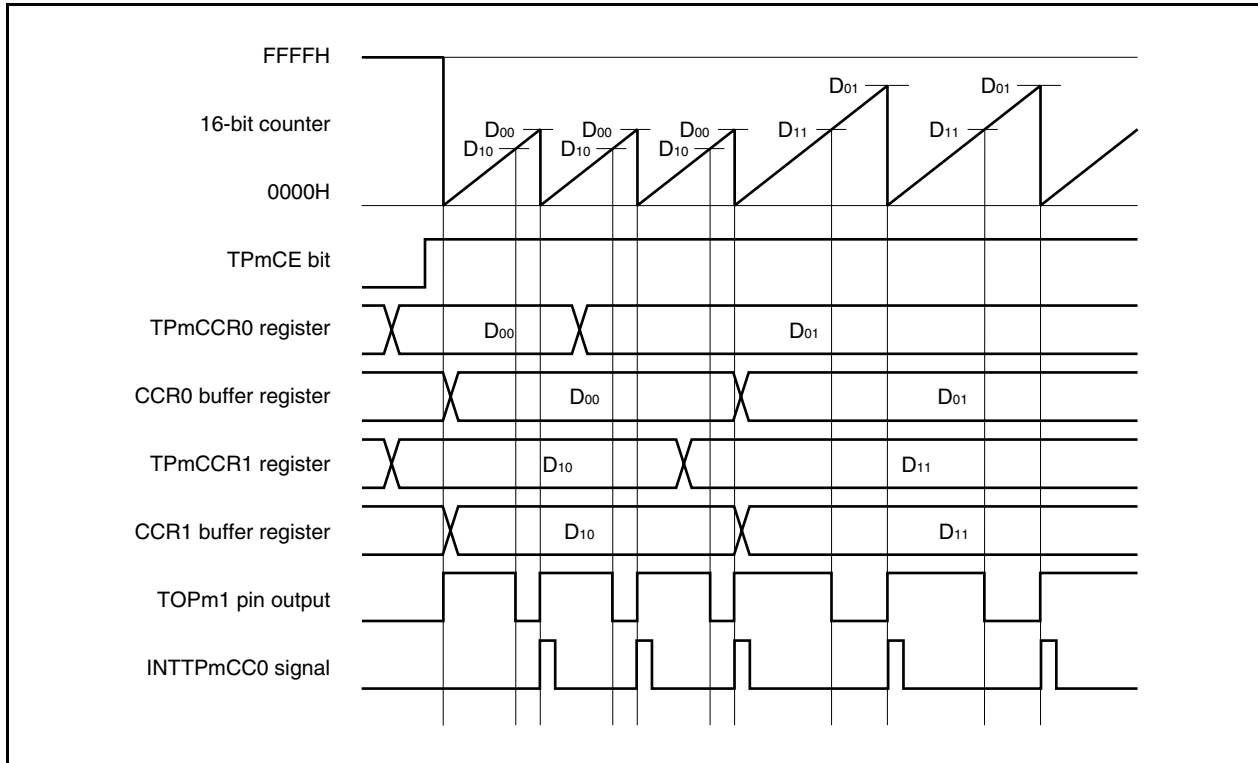 FFFFH
D01
D01
16-bit counter
D00
D00
D00
D11
D11
D10
D10
D10
0000H
TPmCE bit
TPmCCR0 register
D00
D01
CCR0 buffer register
D00
D01
TPmCCR1 register
D10
D11
CCR1 buffer register
D10
D11
TOPm1 pin output
INTTPmCC0 signal